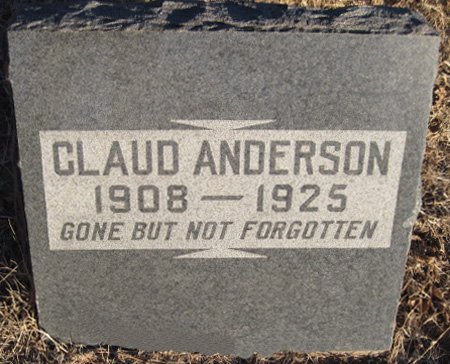 CLAUD ANDERSON
1908 — 1925
GONE BUT NOT FORGOTTEN